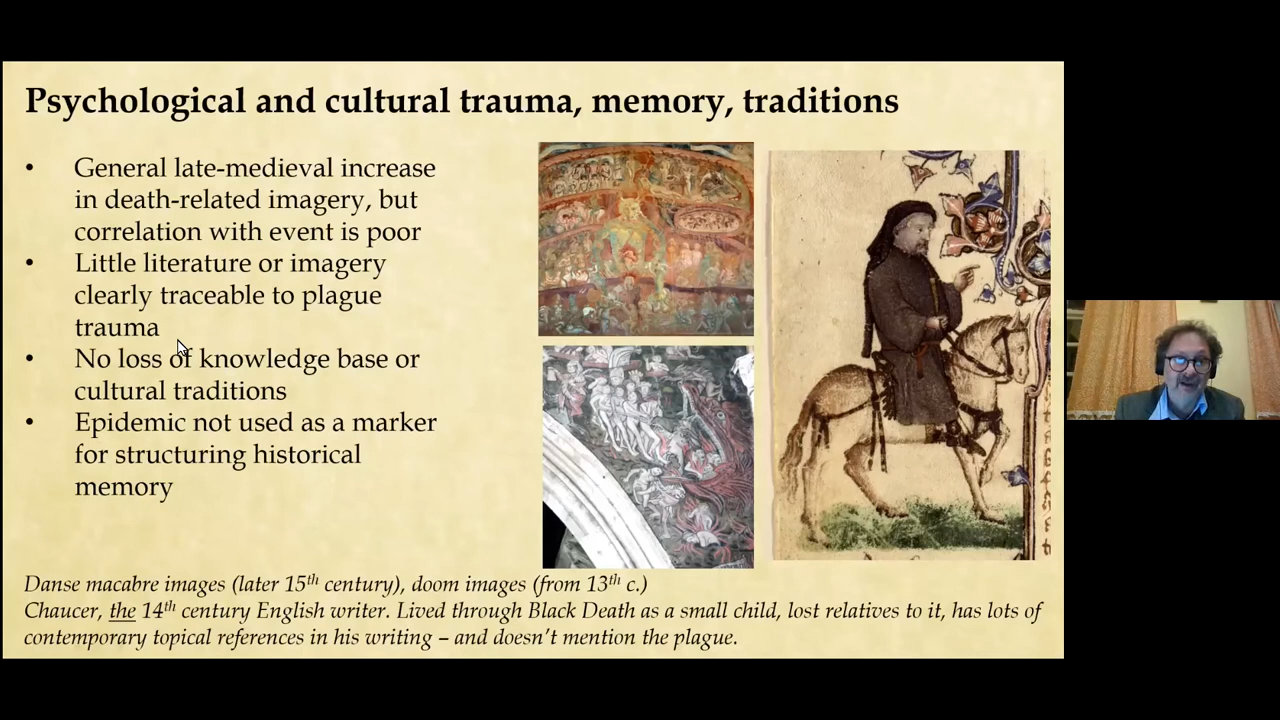 Psychological and cultural trauma, memory, traditions
• General late-medieval increase
in death-related imagery, but
correlation with event is poor
• Little literature or imagery
clearly traceable to plague
trauma
• No loss of knowledge base or
cultural traditions
• Epidemic not used as a marker
for structuring historical
memory
Danse macabre images (later 15th century), doom images (from 13th c.)
Chaucer, the 14th century English writer. Lived through Black Death as a small child, lost relatives to it, has lots of
contemporary topical references in his writing – and doesn't mention the plague.